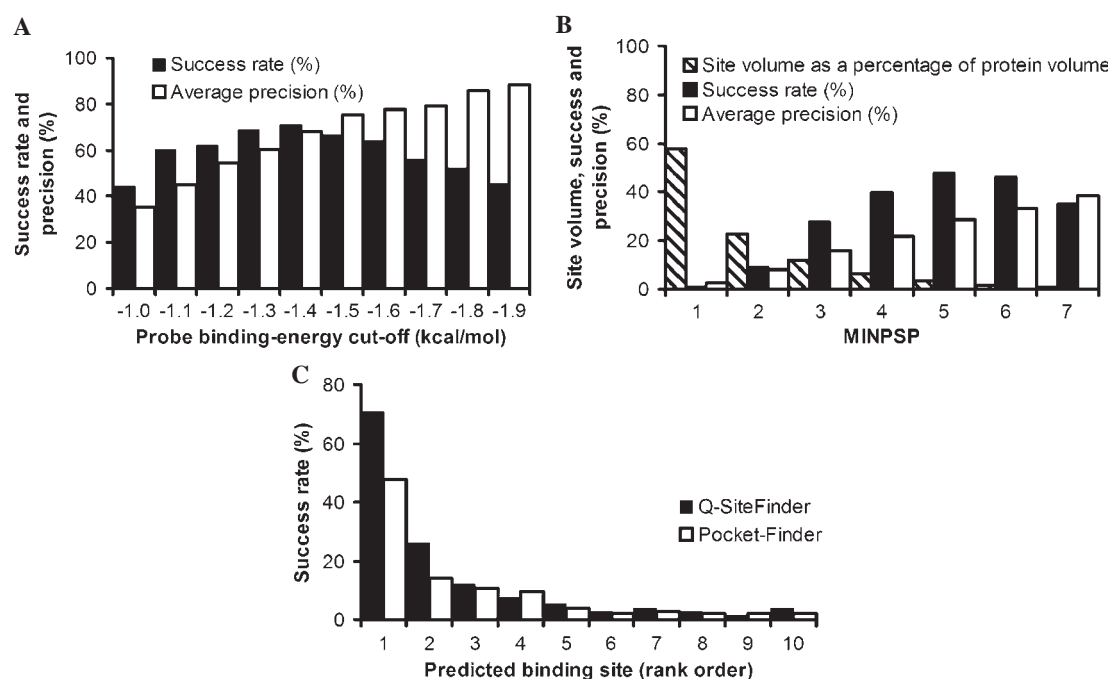 A
Success rate and
precision (%)
100
80
60
40
20
0
Success rate (%)
Average precision (%)
-1.0 -1.1 -1.2 -1.3 -1.4 -1.5 -1.6 -1.7 -1.8 -1.9
Probe binding-energy cut-off (kcal/mol)
B
Site volume, success and
precision (%)
100
80
60
40
20
0
Site volume as a percentage of protein volume
Success rate (%)
Average precision (%)
1 2 3 4 5 6 7
MINPSP
C
Success rate (%)
80
60
40
20
0
Q-SiteFinder
Pocket-Finder
1 2 3 4 5 6 7 8 9 10
Predicted binding site (rank order)